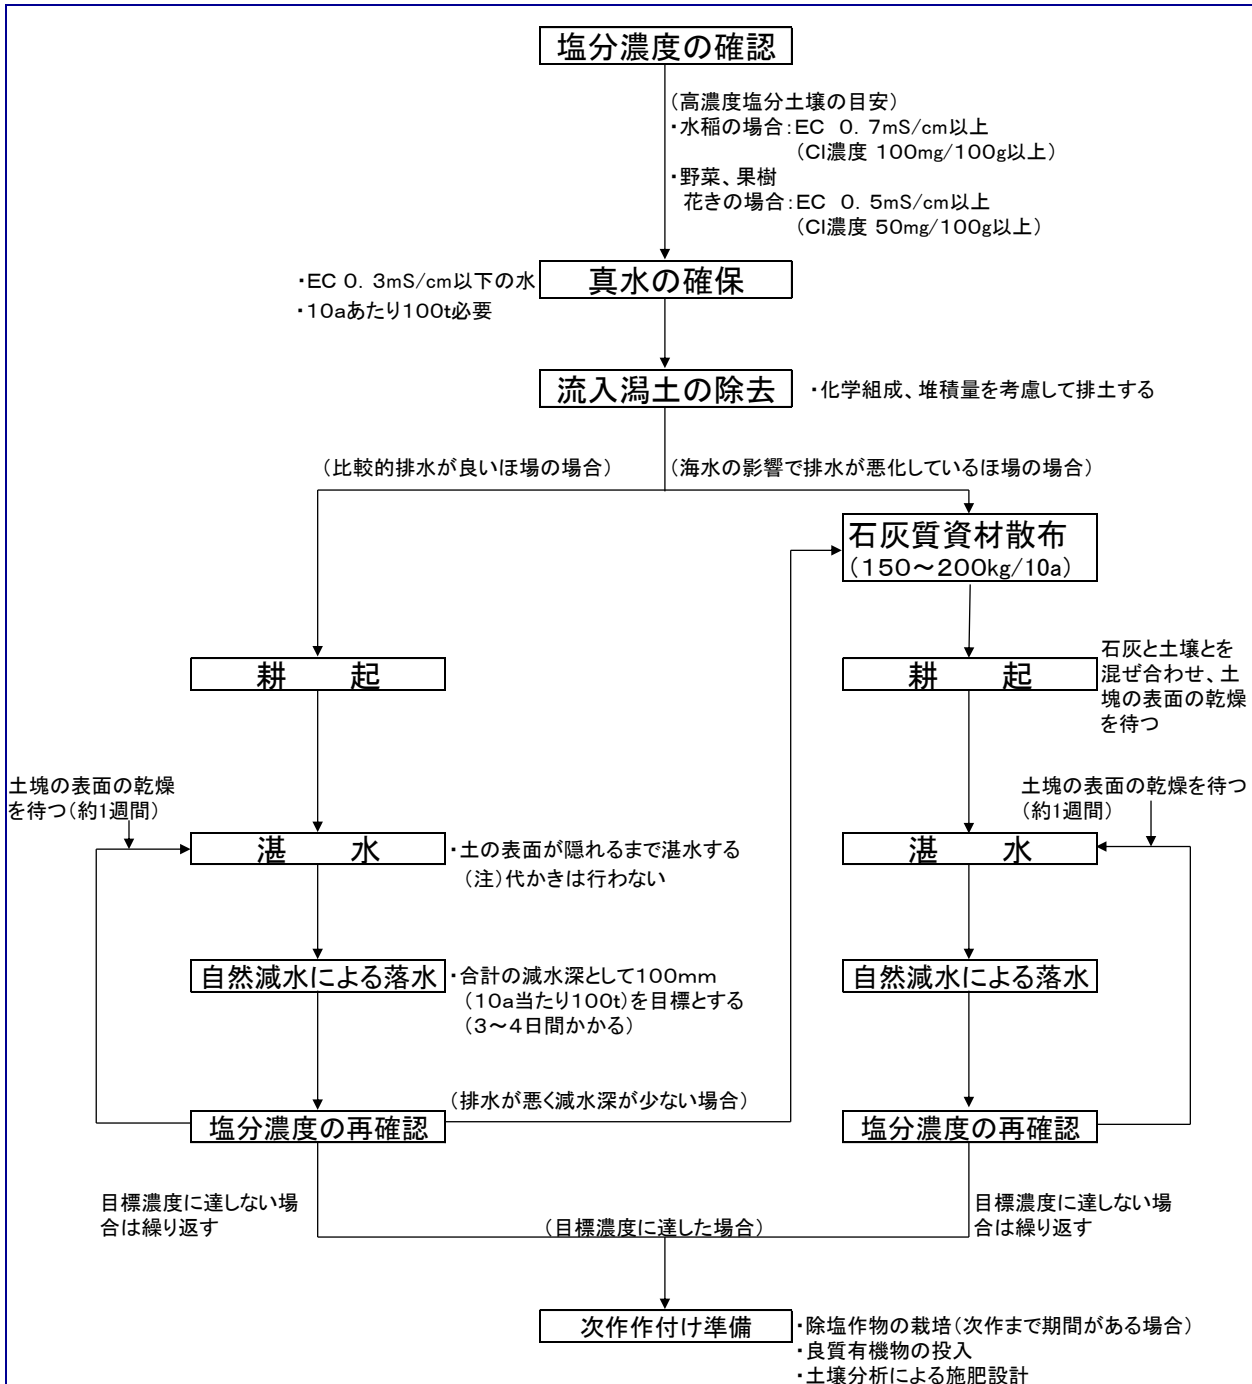 塩分濃度の確認
(高濃度塩分土壌の目安)
・水稲の場合:EC 0.7mS/cm以上
(Cl濃度 100mg/100g以上)
・野菜、果樹
花きの場合:EC 0.5mS/cm以上
(Cl濃度 50mg/100g以上)
・EC 0.3mS/cm以下の水
・10aあたり100t必要
真水の確保
流入潟土の除去
・化学組成、堆積量を考慮して排土する
(比較的排水が良いほ場の場合)
(海水の影響で排水が悪化しているほ場の場合)
石灰質資材散布
(150～200kg/10a)
耕 起
耕 起
石灰と土壌とを
混ぜ合わせ、土
塊の表面の乾燥
を待つ
土塊の表面の乾燥
を待つ(約1週間)
土塊の表面の乾燥を待つ
(約1週間)
湛 水
・土の表面が隠れるまで湛水する
(注)代かきは行わない
湛 水
自然減水による落水
・合計の減水深として100mm
(10a当たり100t)を目標とする
(3～4日間かかる)
自然減水による落水
(排水が悪く減水深が少ない場合)
塩分濃度の再確認
塩分濃度の再確認
目標濃度に達しない場
合は繰り返す
(目標濃度に達した場合)
目標濃度に達しない場
合は繰り返す
次作作付け準備
・除塩作物の栽培(次作まで期間がある場合)
・良質有機物の投入
・土壌分析による施肥設計